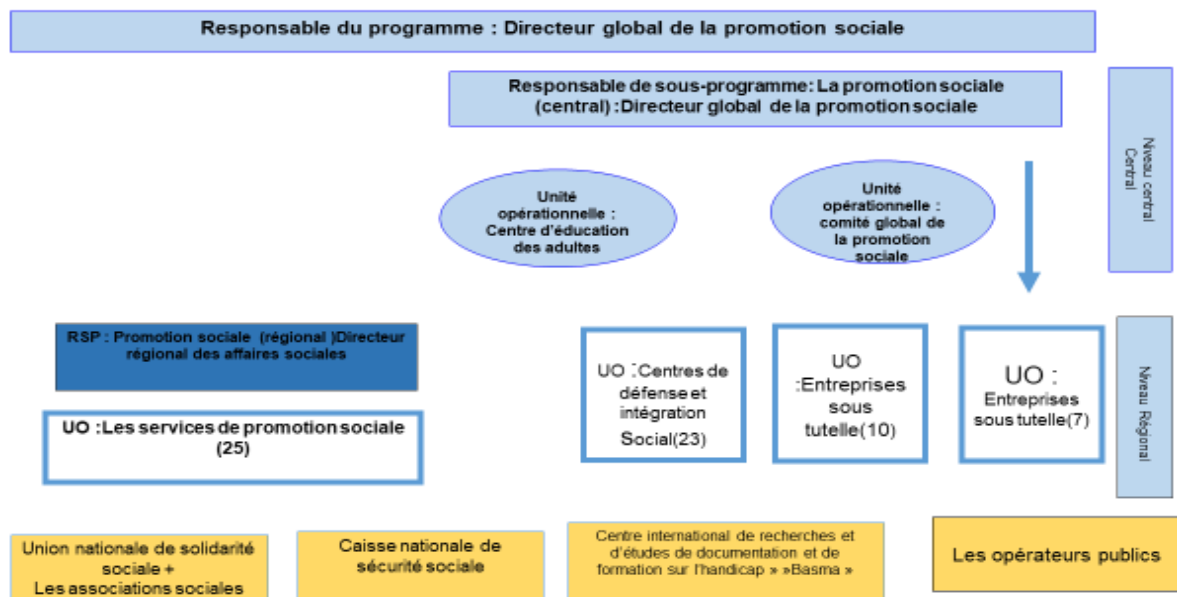 Responsable du programme : Directeur global de la promotion sociale
Responsable de sous-programme: La promotion sociale
(central) :Directeur global de la promotion sociale
Niveau central
Central
Unité
opérationnelle :
Centre d'éducation
des adultes
Unité
opérationnelle :
comité global de
la promotion
sociale
RSP : Promotion sociale (régional )Directeur
régional des affaires sociales
UO :Les services de promotion sociale
(25)
UO :Centres de
défense et
intégration
Social(23)
UO
:Entreprises
sous
tutelle(10)
UO :
Entreprises
sous tutelle(7)
Niveau Régional
Union nationale de solidarité
sociale +
Les associations sociales
Caisse nationale de
sécurité sociale
Centre international de recherches et
d'études de documentation et de
formation sur l'handicap » »Basma »
Les opérateurs publics